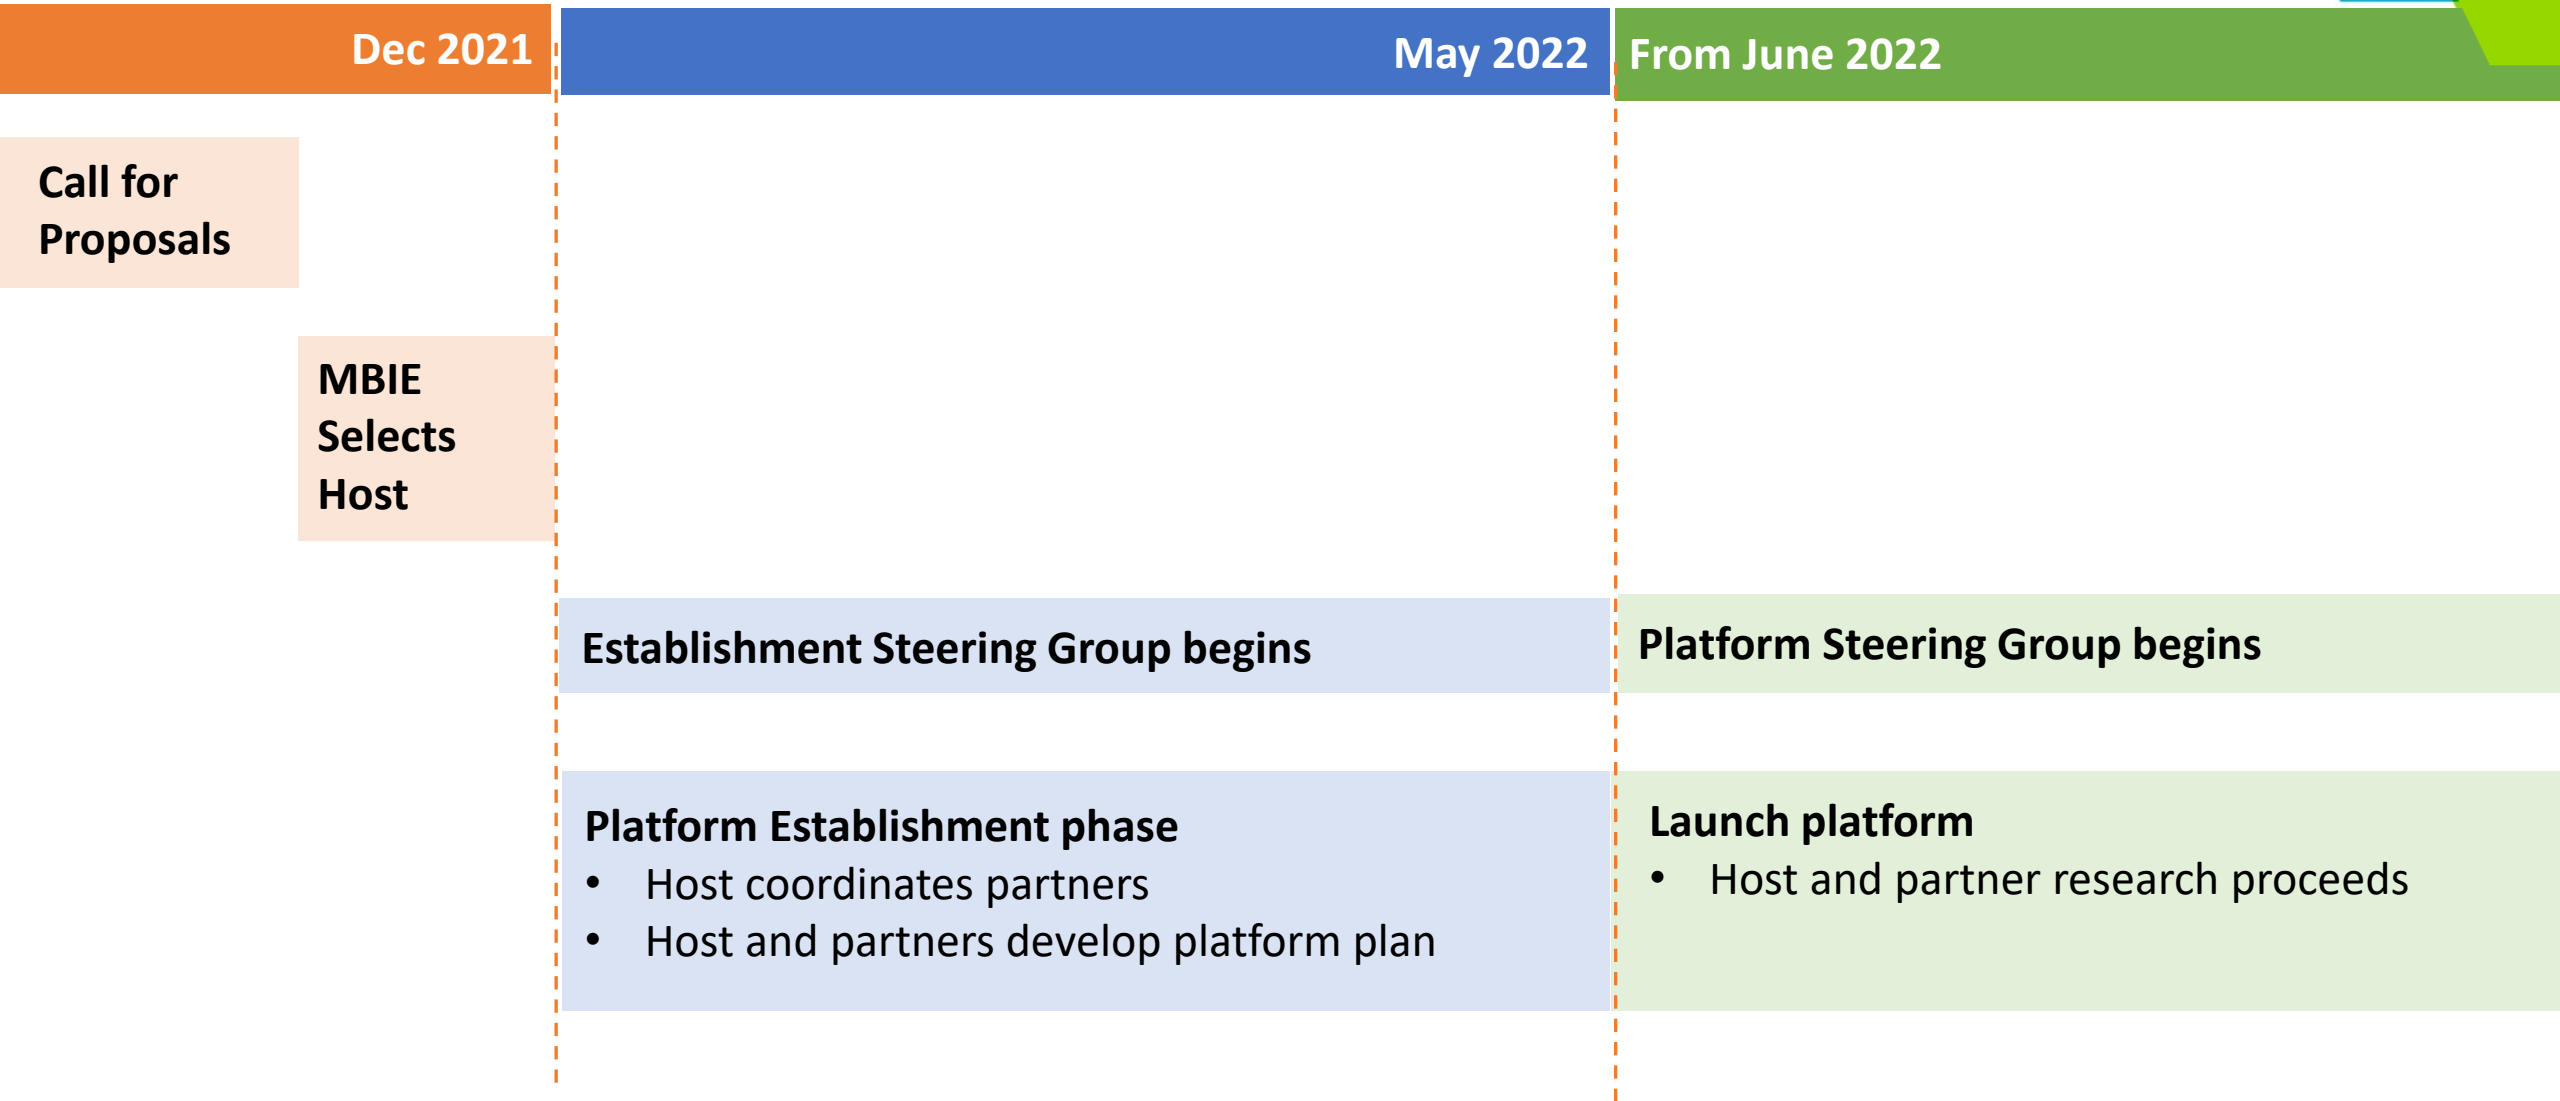 Dec 2021
May 2022
From June 2022
Call for
Proposals
MBIE
Selects
Host
Establishment Steering Group begins
Platform Steering Group begins
Platform Establishment phase
• Host coordinates partners
• Host and partners develop platform plan
Launch platform
• Host and partner research proceeds